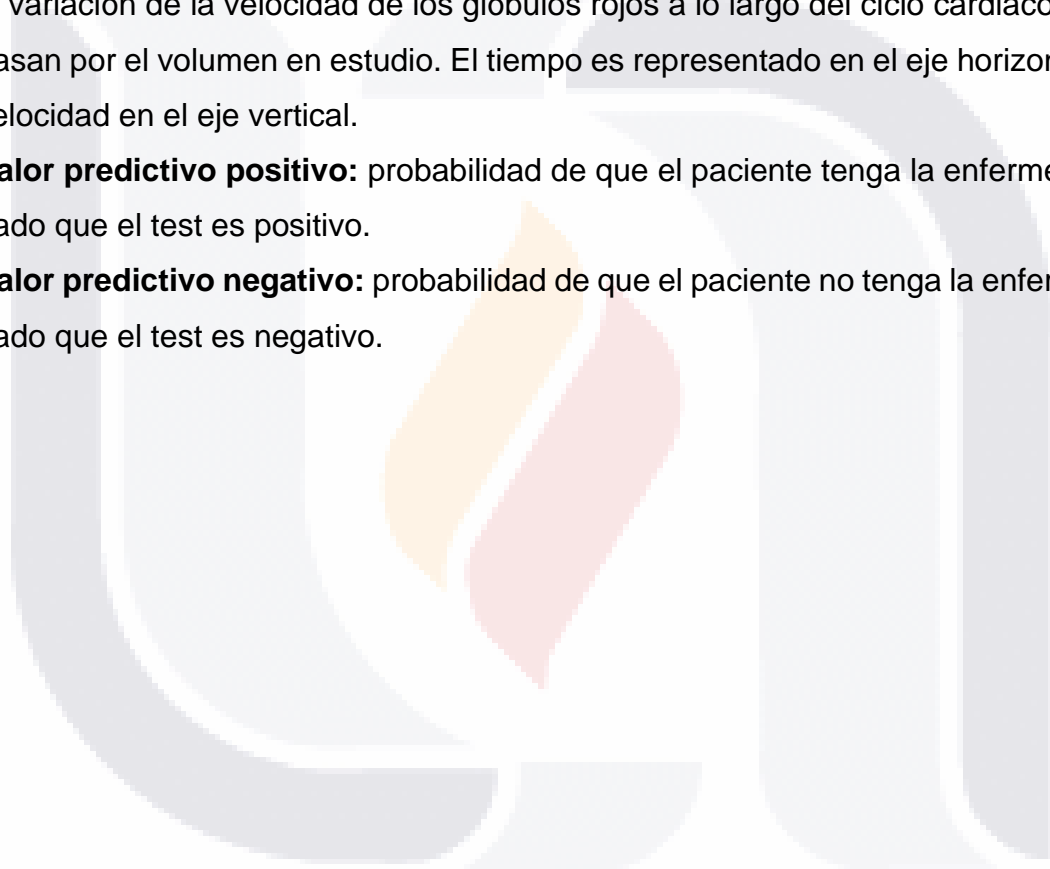 variación de la velocidad de los glóbulos rojos a lo largo del ciclo cardíaco
asan por el volumen en estudio. El tiempo es representado en el eje horizon
elocidad en el eje vertical.
alor predictivo positivo: probabilidad de que el paciente tenga la enferme
ado que el test es positivo.
alor predictivo negativo: probabilidad de que el paciente no tenga la enfer
ado que el test es negativo.